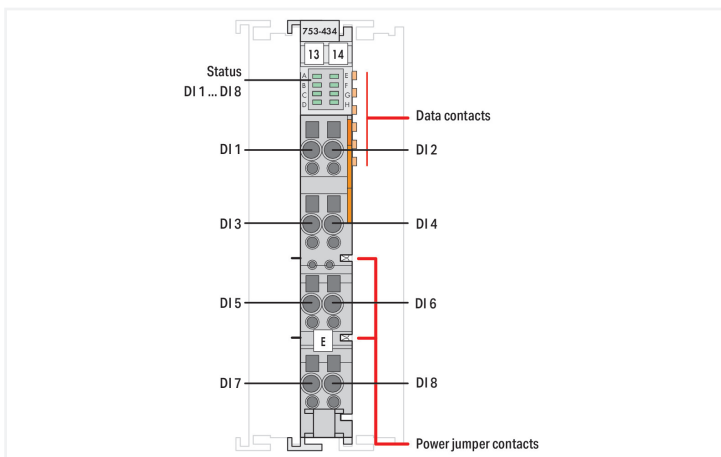 753-434
13 14
Status
DI 1 ... DI 8
A E
B F
C G
D H
Data contacts
DI 1 DI 2
DI 3 DI 4
DI 5 DI 6
E
DI 7 DI 8
Power jumper contacts